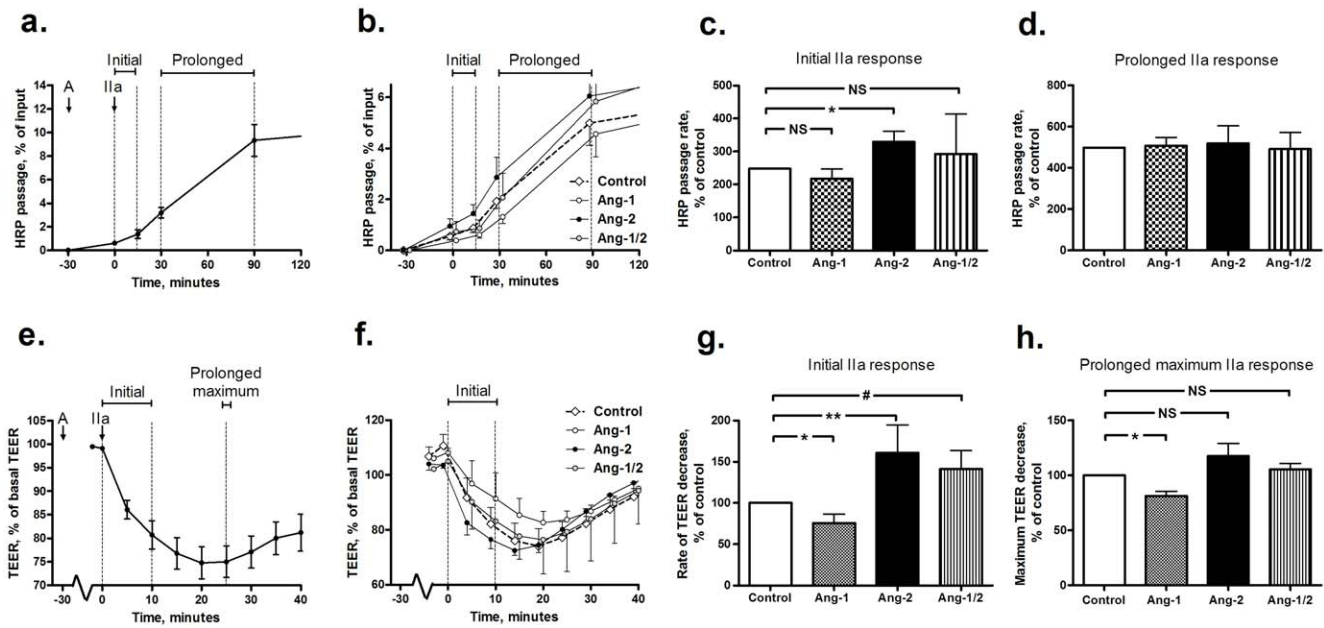 a.
Initial
Prolonged
A
IIa
HRP passage, % of input
14
12
10
8
6
4
2
0
-30
0
30
60
90
120
Time, minutes
b.
Initial
Prolonged
HRP passage, % of input
6
4
2
0
Control
Ang-1
Ang-2
Ang-1/2
-30
0
30
60
90
120
Time, minutes
c.
Initial IIa response
HRP passage rate,
% of control
500
400
300
200
100
0
NS
*
NS
Control
Ang-1
Ang-2
Ang-1/2
d.
Prolonged IIa response
HRP passage rate,
% of control
800
600
400
200
0
Control
Ang-1
Ang-2
Ang-1/2
e.
Prolonged
maximum
Initial
A
IIa
TEER, % of basal TEER
105
100
95
90
85
80
75
70
-30
0
10
20
30
40
Time, minutes
f.
Initial
TEER, % of basal TEER
120
100
80
60
Control
Ang-1
Ang-2
Ang-1/2
-30
0
10
20
30
40
Time, minutes
g.
Initial IIa response
Rate of TEER decrease,
% of control
200
150
100
50
0
#
**
*
Control
Ang-1
Ang-2
Ang-1/2
h.
Prolonged maximum IIa response
Maximum TEER decrease,
% of control
150
100
50
0
NS
NS
*
Control
Ang-1
Ang-2
Ang-1/2